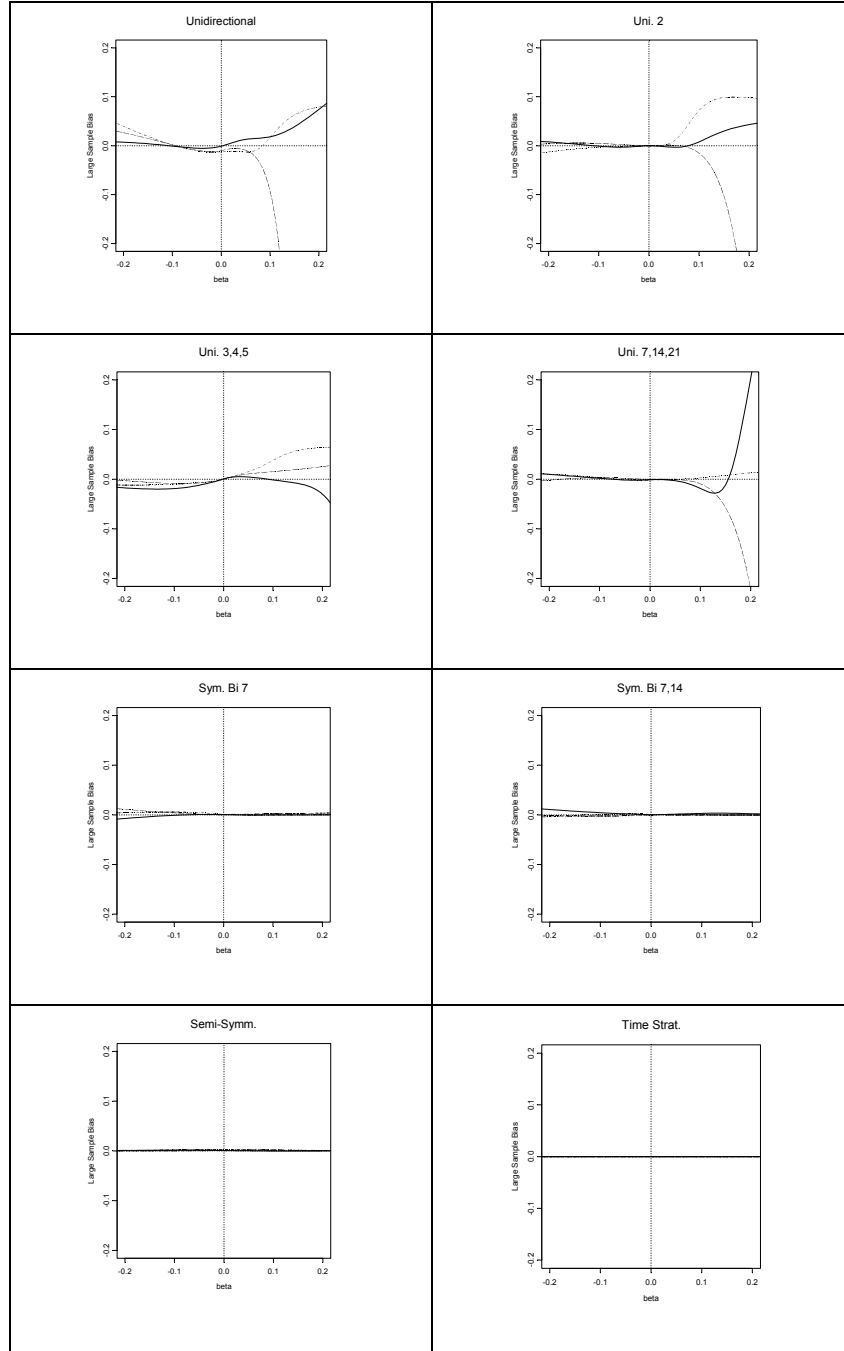 Unidirectional
Large Sample Bias
0.2
0.1
0.0
-0.1
-0.2
-0.2 -0.1 0.0 0.1 0.2
beta
Uni. 2
Large Sample Bias
0.2
0.1
0.0
-0.1
-0.2
-0.2 -0.1 0.0 0.1 0.2
beta
Uni. 3,4,5
Large Sample Bias
0.2
0.1
0.0
-0.1
-0.2
-0.2 -0.1 0.0 0.1 0.2
beta
Uni. 7,14,21
Large Sample Bias
0.2
0.1
0.0
-0.1
-0.2
-0.2 -0.1 0.0 0.1 0.2
beta
Sym. Bi 7
Large Sample Bias
0.2
0.1
0.0
-0.1
-0.2
-0.2 -0.1 0.0 0.1 0.2
beta
Sym. Bi 7,14
Large Sample Bias
0.2
0.1
0.0
-0.1
-0.2
-0.2 -0.1 0.0 0.1 0.2
beta
Semi-Symm.
Large Sample Bias
0.2
0.1
0.0
-0.1
-0.2
-0.2 -0.1 0.0 0.1 0.2
beta
Time Strat.
Large Sample Bias
0.2
0.1
0.0
-0.1
-0.2
-0.2 -0.1 0.0 0.1 0.2
beta